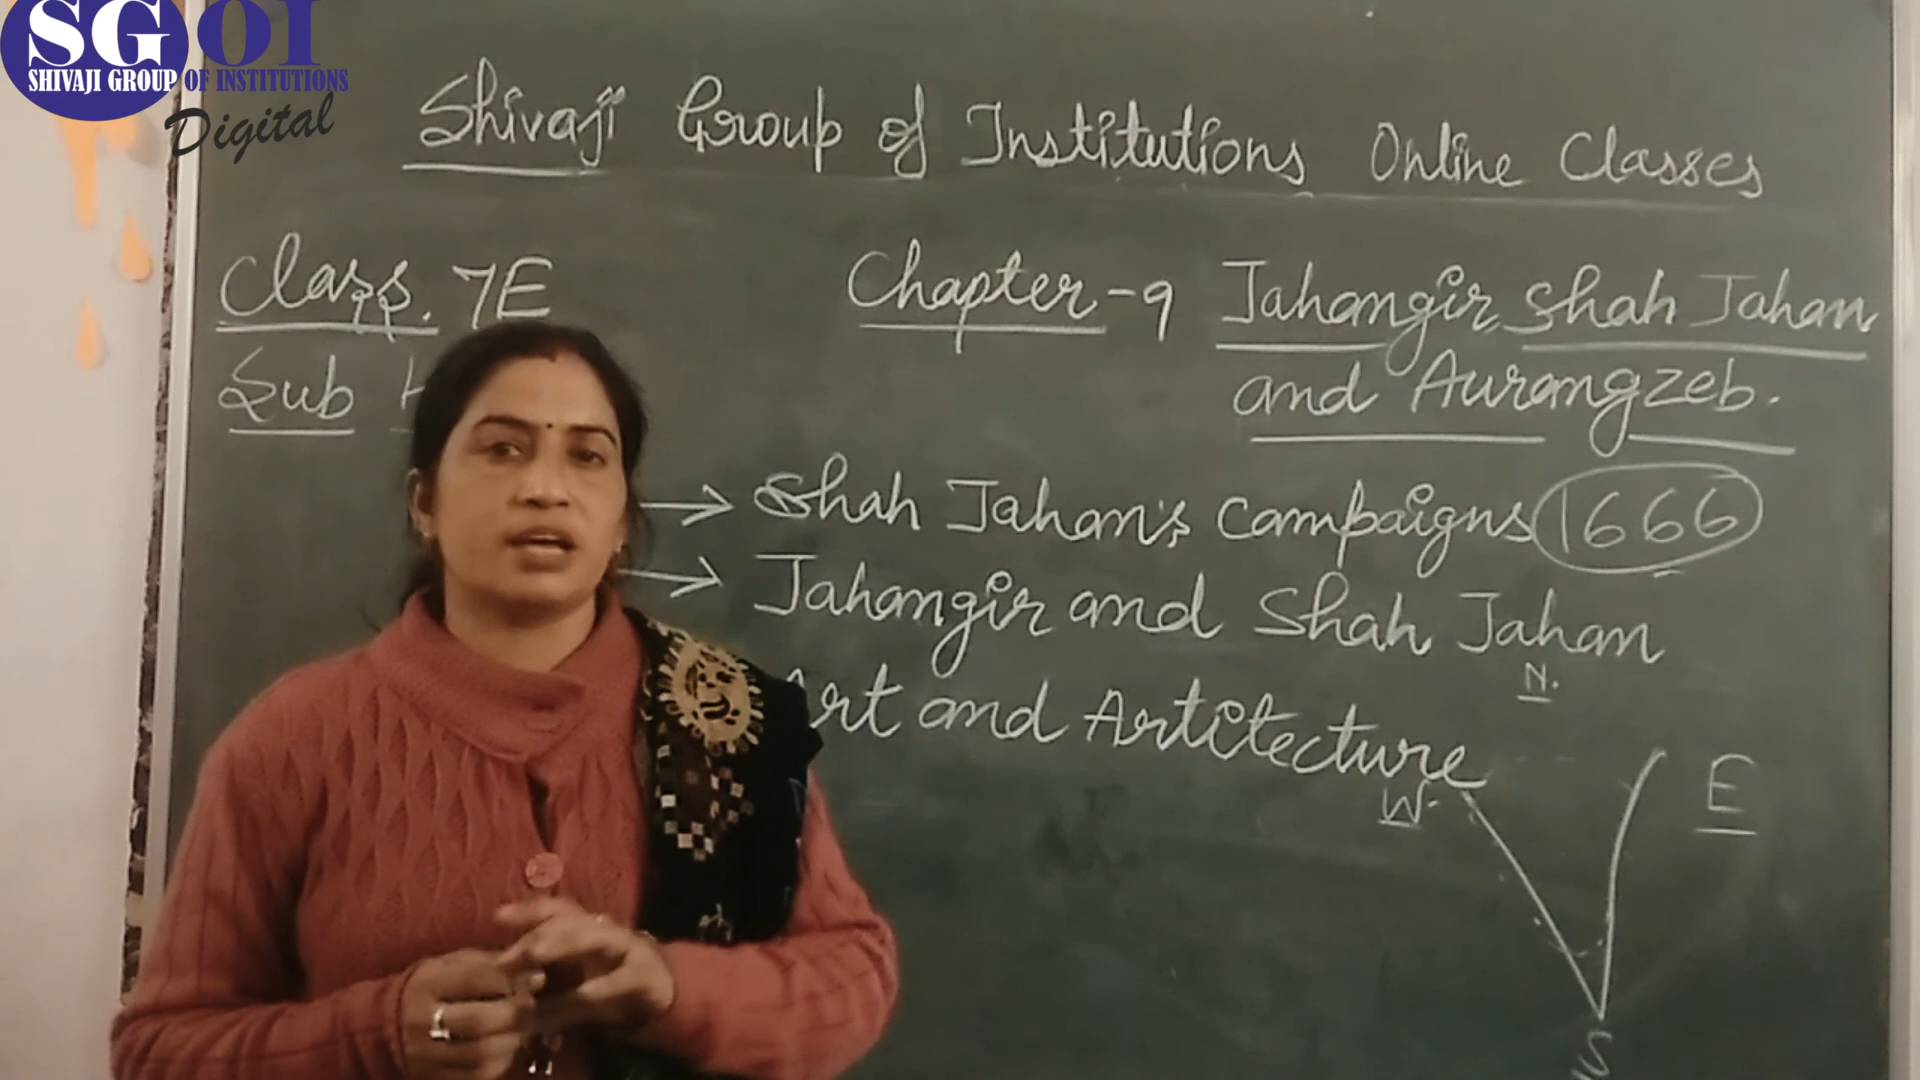 SGOI
SHIVAJI GROUP OF INSTITUTIONS
Digital
Shivaji Group of Institutions Online Classes
Class. 7E
Chapter-9 Jahangir Shah Jahan
and Aurangzeb.
Sub
→ Shah Jahan's Campaigns 1666
→ Jahangir and Shah Jahan
Art and Artitecture
N.
W.
E
S